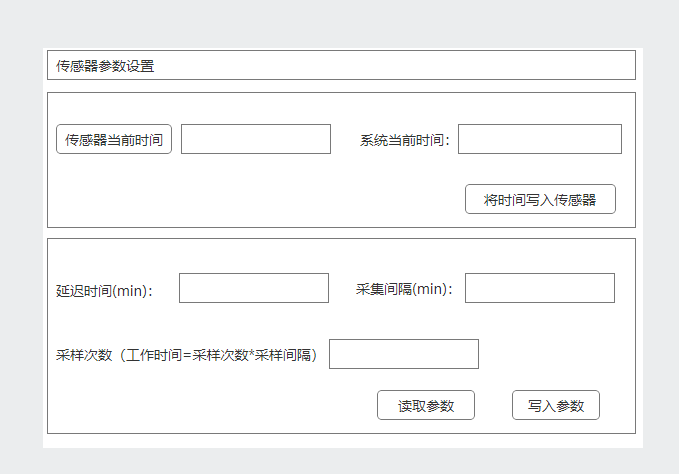 传感器参数设置
传感器当前时间 系统当前时间：
将时间写入传感器
延迟时间(min)： 采集间隔(min)：
采样次数（工作时间=采样次数*采样间隔）
读取参数 写入参数